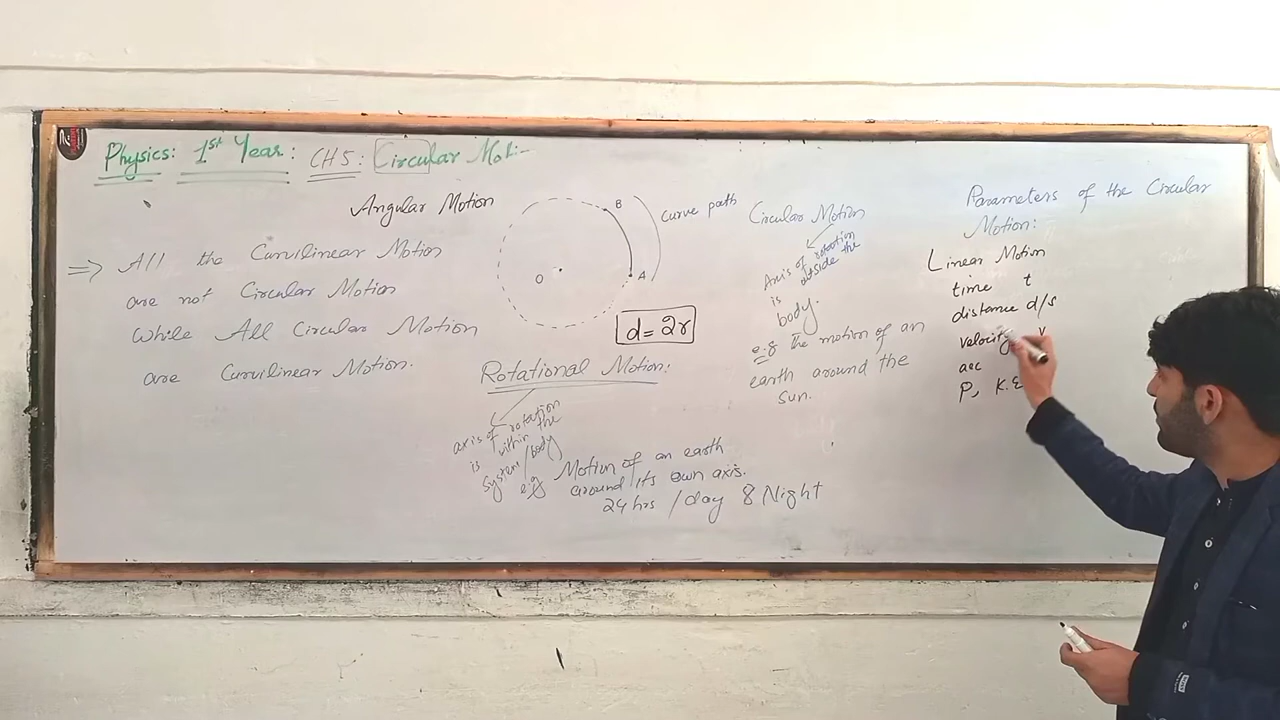 Physics: 1st Year: CH5: Circular Moti-
Angular Motion
=> All the Curvilinear Motion
are not Circular Motion
While All Circular Motion
are Curvilinear Motion.
B
A
O
curve path
d = 2r
Rotational Motion:
axis of rotation
is within the
system/body
e.g Motion of an earth
around its own axis.
24 hrs / day & Night
Circular Motion
Axis of rotation
is outside the
body.
e.g the motion of an
earth around the
sun.
Parameters of the Circular
Motion:
Linear Motion
time t
distance d/s
velocity v
acc
P, K.E